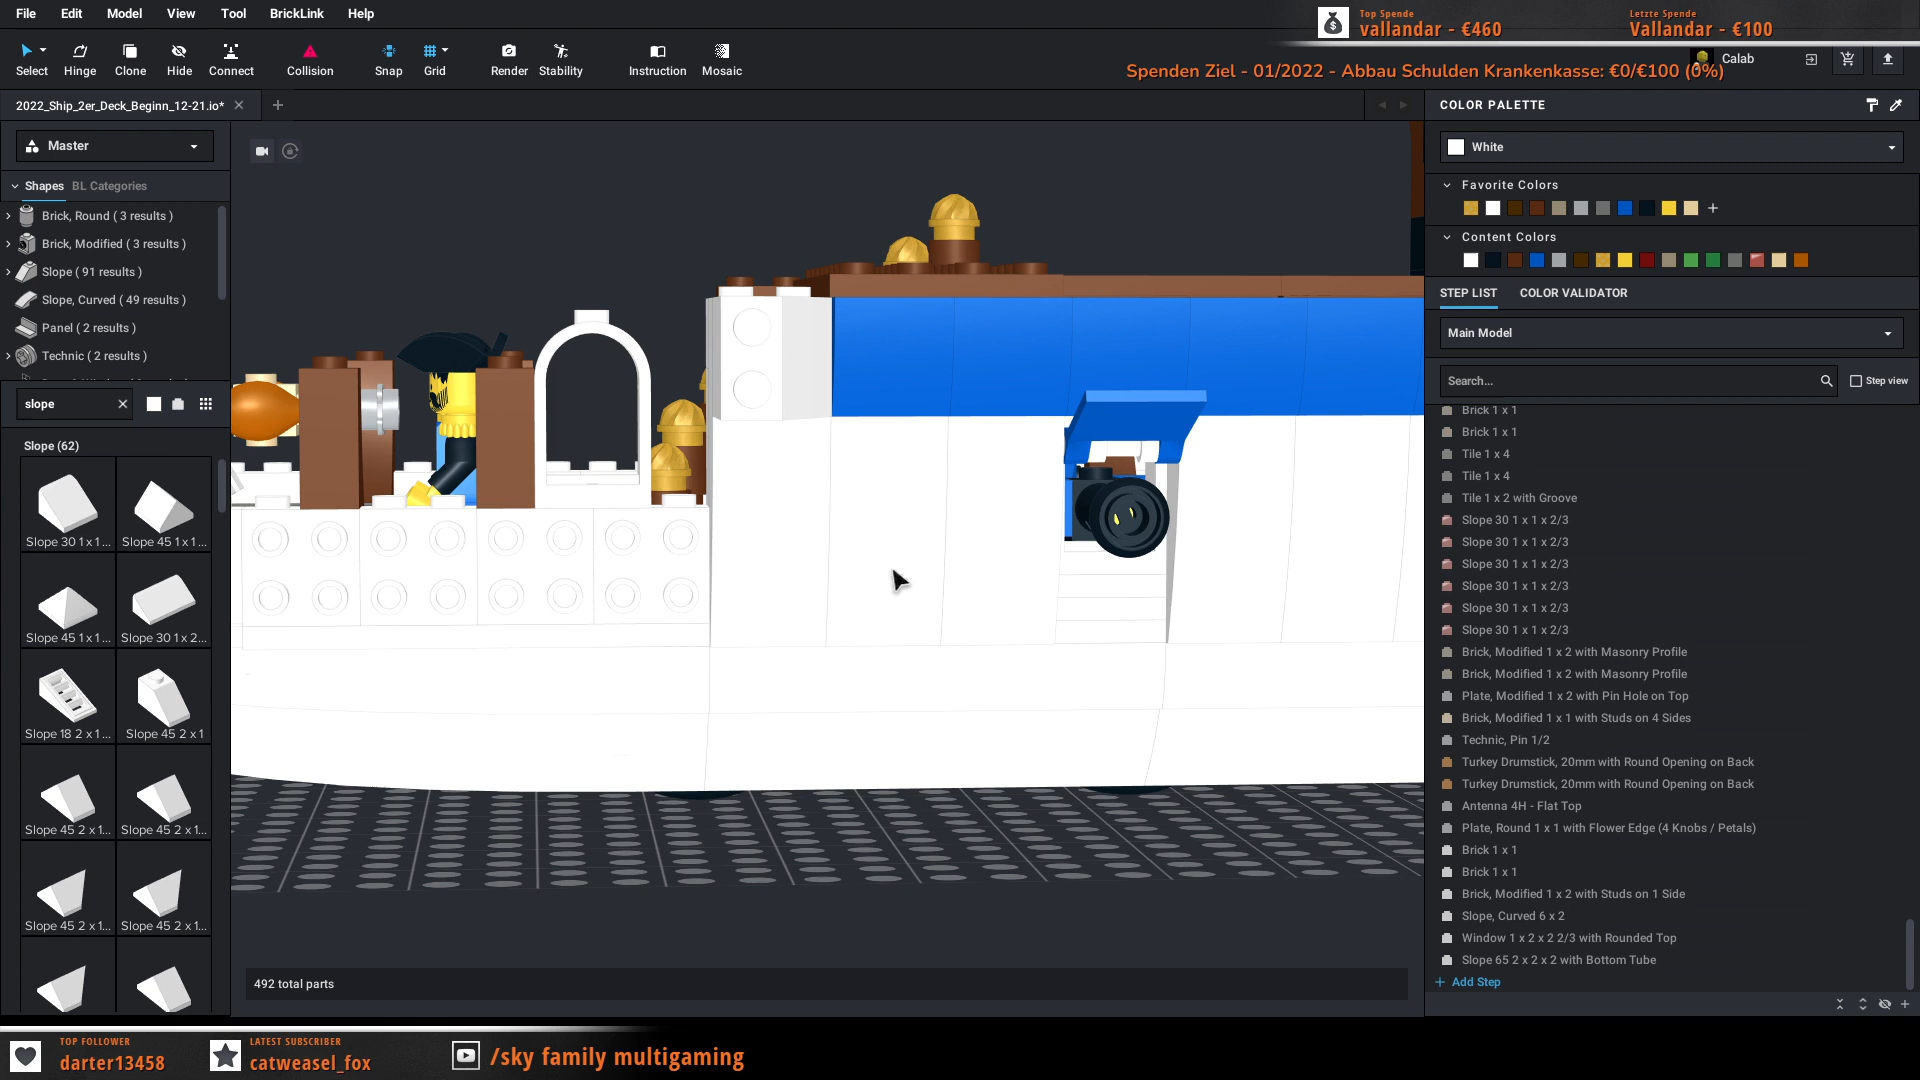 File Edit Model View Tool BrickLink Help
Top Spende
vallandar - €460
Letzte Spende
Vallandar - €100
Select Hinge Clone Hide Connect Collision Snap Grid Render Stability Instruction Mosaic
Spenden Ziel - 01/2022 - Abbau Schulden Krankenkasse: €0/€100 (0%)
Calab
2022_Ship_2er_Deck_Beginn_12-21.io*
Master
Shapes BL Categories
Brick, Round ( 3 results )
Brick, Modified ( 3 results )
Slope ( 91 results )
Slope, Curved ( 49 results )
Panel ( 2 results )
Technic ( 2 results )
slope
Slope (62)
Slope 30 1 x 1 ... Slope 45 1 x 1 ...
Slope 45 1 x 1 ... Slope 30 1 x 2...
Slope 18 2 x 1 ... Slope 45 2 x 1
Slope 45 2 x 1... Slope 45 2 x 1...
Slope 45 2 x 1... Slope 45 2 x 1...
492 total parts
COLOR PALETTE
White
Favorite Colors
Content Colors
STEP LIST COLOR VALIDATOR
Main Model
Search...
Step view
Brick 1 x 1
Brick 1 x 1
Tile 1 x 4
Tile 1 x 4
Tile 1 x 2 with Groove
Slope 30 1 x 1 x 2/3
Slope 30 1 x 1 x 2/3
Slope 30 1 x 1 x 2/3
Slope 30 1 x 1 x 2/3
Slope 30 1 x 1 x 2/3
Slope 30 1 x 1 x 2/3
Brick, Modified 1 x 2 with Masonry Profile
Brick, Modified 1 x 2 with Masonry Profile
Plate, Modified 1 x 2 with Pin Hole on Top
Brick, Modified 1 x 1 with Studs on 4 Sides
Technic, Pin 1/2
Turkey Drumstick, 20mm with Round Opening on Back
Turkey Drumstick, 20mm with Round Opening on Back
Antenna 4H - Flat Top
Plate, Round 1 x 1 with Flower Edge (4 Knobs / Petals)
Brick 1 x 1
Brick 1 x 1
Brick, Modified 1 x 2 with Studs on 1 Side
Slope, Curved 6 x 2
Window 1 x 2 x 2 2/3 with Rounded Top
Slope 65 2 x 2 x 2 with Bottom Tube
+ Add Step
TOP FOLLOWER
darter13458
LATEST SUBSCRIBER
catweasel_fox
/sky family multigaming